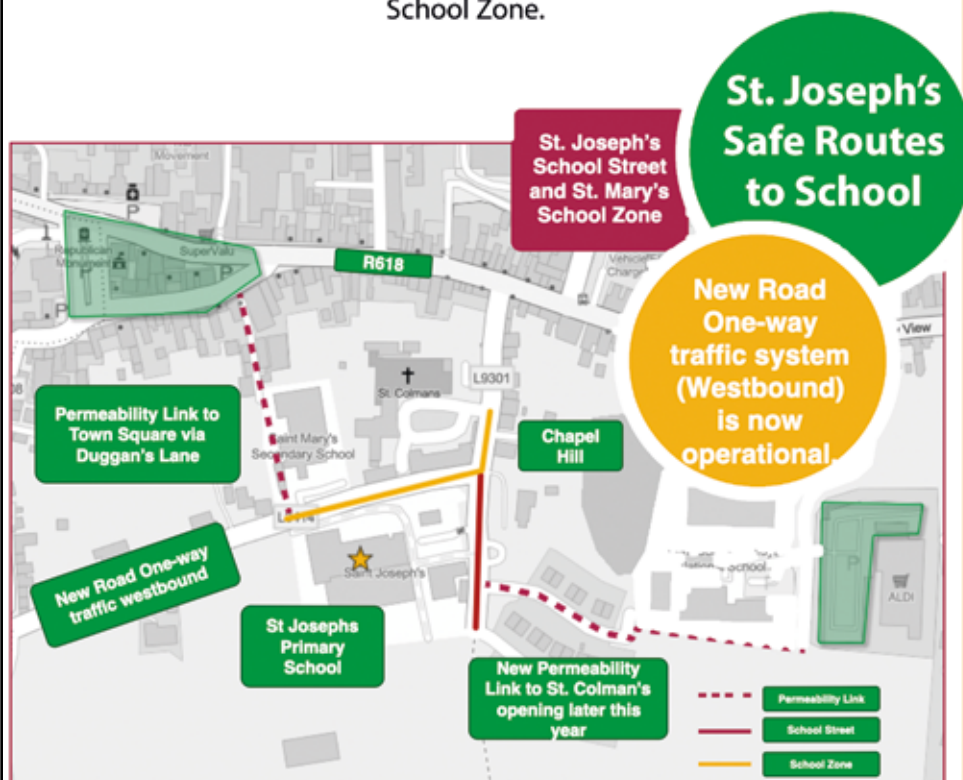 School Zone.
St. Joseph's
Safe Routes
to School
St. Joseph's
School Street
and St. Mary's
School Zone
New Road
One-way
traffic system
(Westbound)
is now
operational
Movement
P
Republican
Monument
SuperValu
P
P
P
R618
Vehicle
Charg
View
L9301
St. Colmans
Permeability Link to
Town Square via
Duggan's Lane
Saint Mary's
Secondary School
Chapel
Hill
New Road One-way
traffic westbound
Saint Joseph's
School
P
ALDI
St Josephs
Primary
School
New Permeability
Link to St. Colman's
opening later this
year
Permeability Link
School Street
School Zone